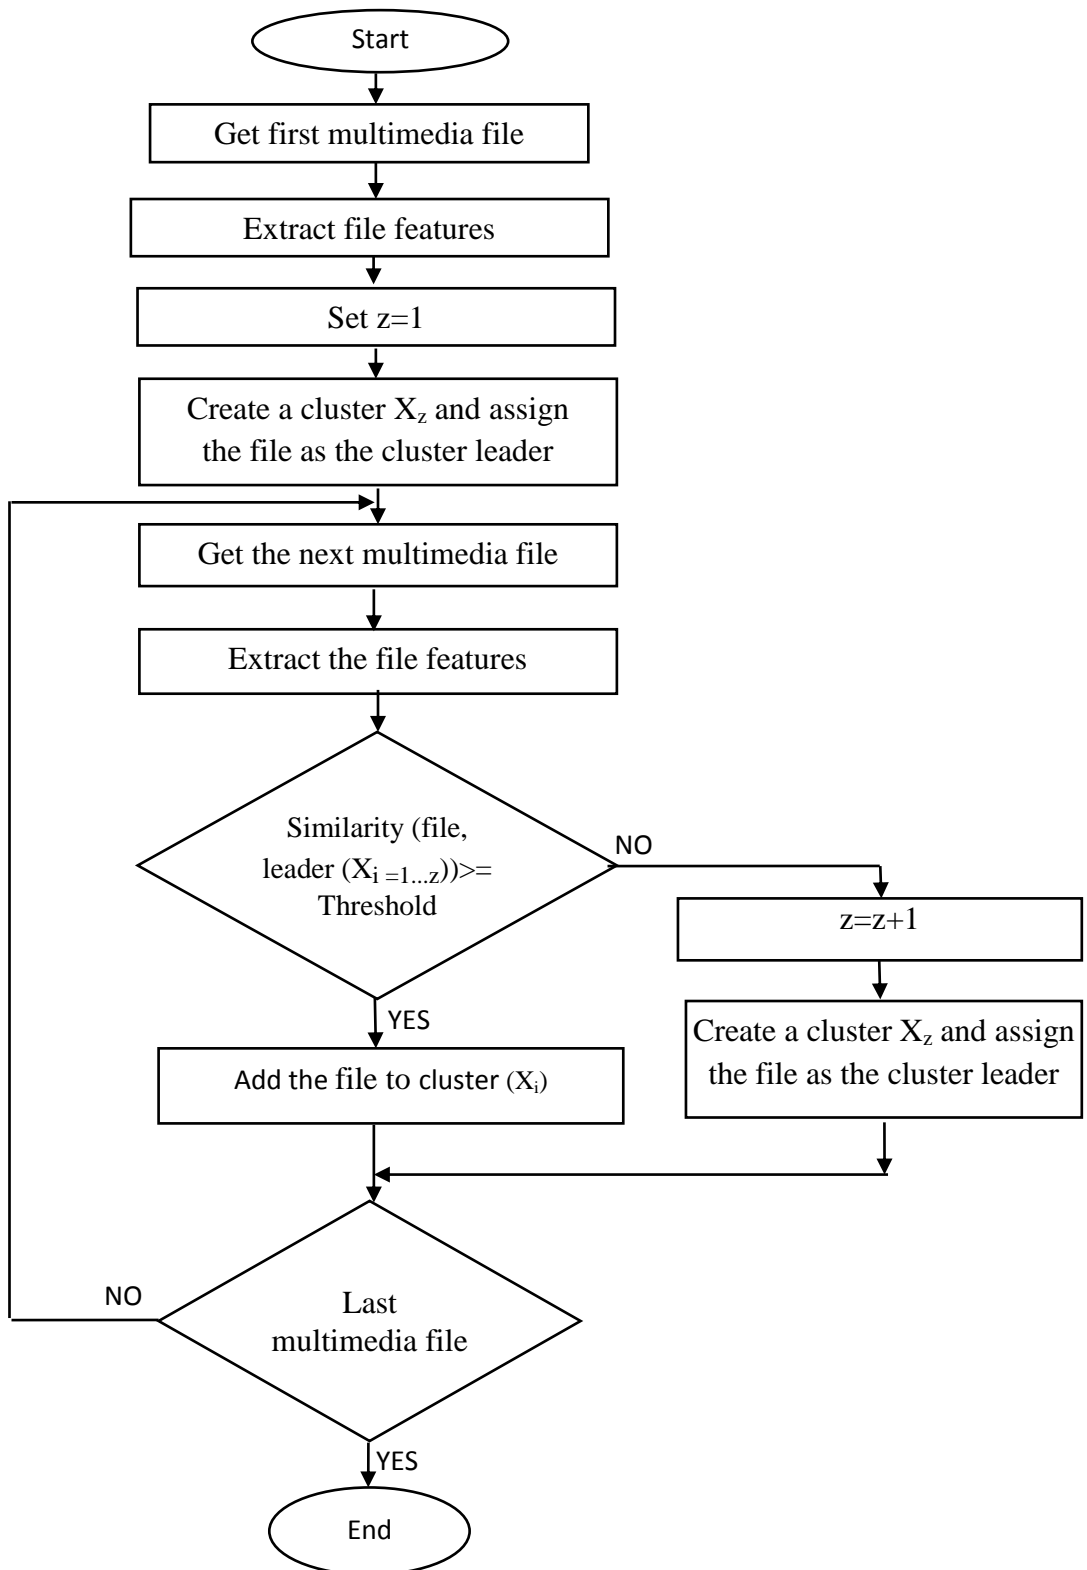 Start
Get first multimedia file
Extract file features
Set z=1
Create a cluster Xz and assign
the file as the cluster leader
Get the next multimedia file
Extract the file features
Similarity (file,
leader (Xi =1...z))>=
Threshold
NO
z=z+1
Create a cluster Xz and assign
the file as the cluster leader
YES
Add the file to cluster (Xi)
NO
Last
multimedia file
YES
End